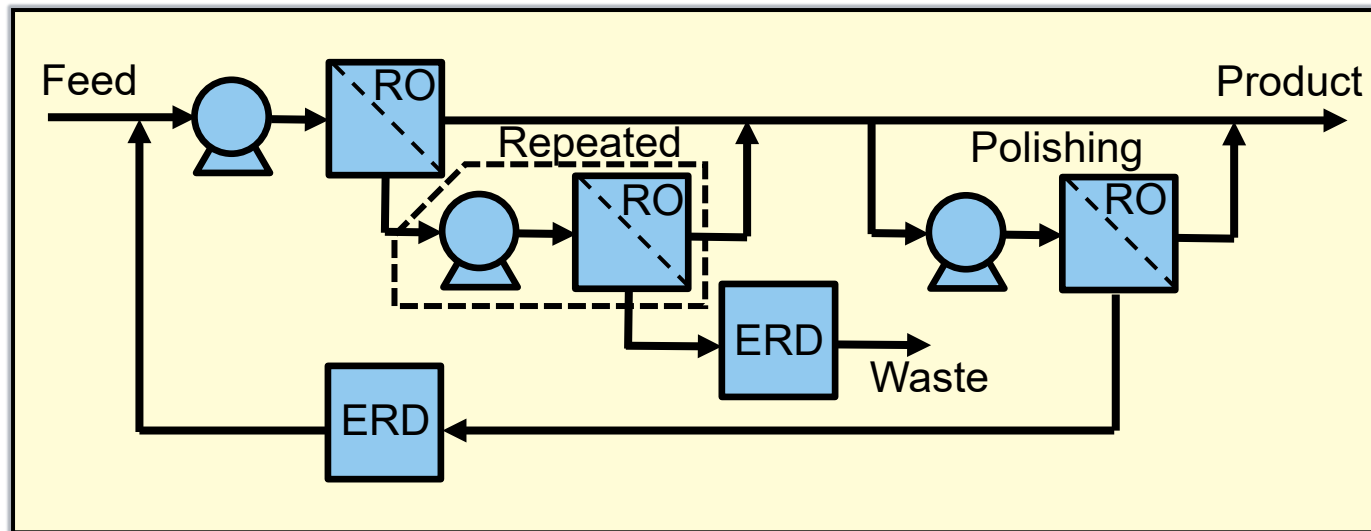 Feed
RO
Product
Repeated
Polishing
RO
RO
ERD
Waste
ERD